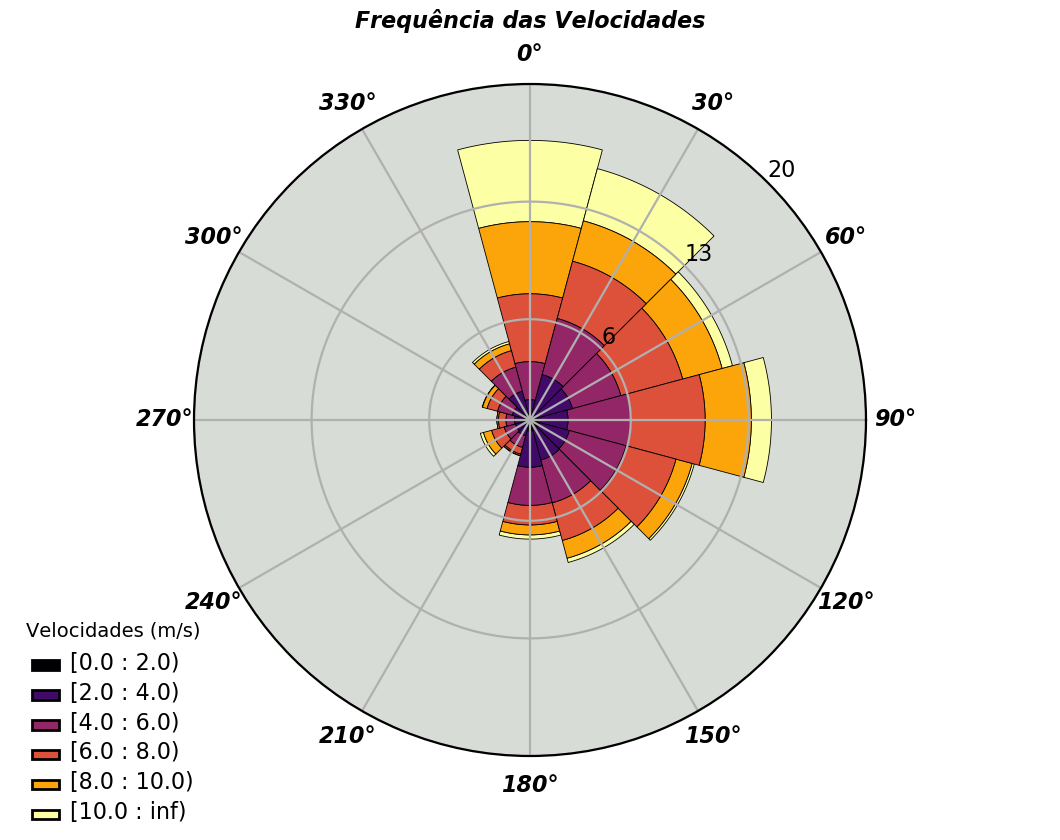 Frequência das Velocidades
0°
330°
30°
20
300°
60°
13
6
270°
90°
240°
120°
210°
150°
180°
Velocidades (m/s)
[0.0 : 2.0)
[2.0 : 4.0)
[4.0 : 6.0)
[6.0 : 8.0)
[8.0 : 10.0)
[10.0 : inf)